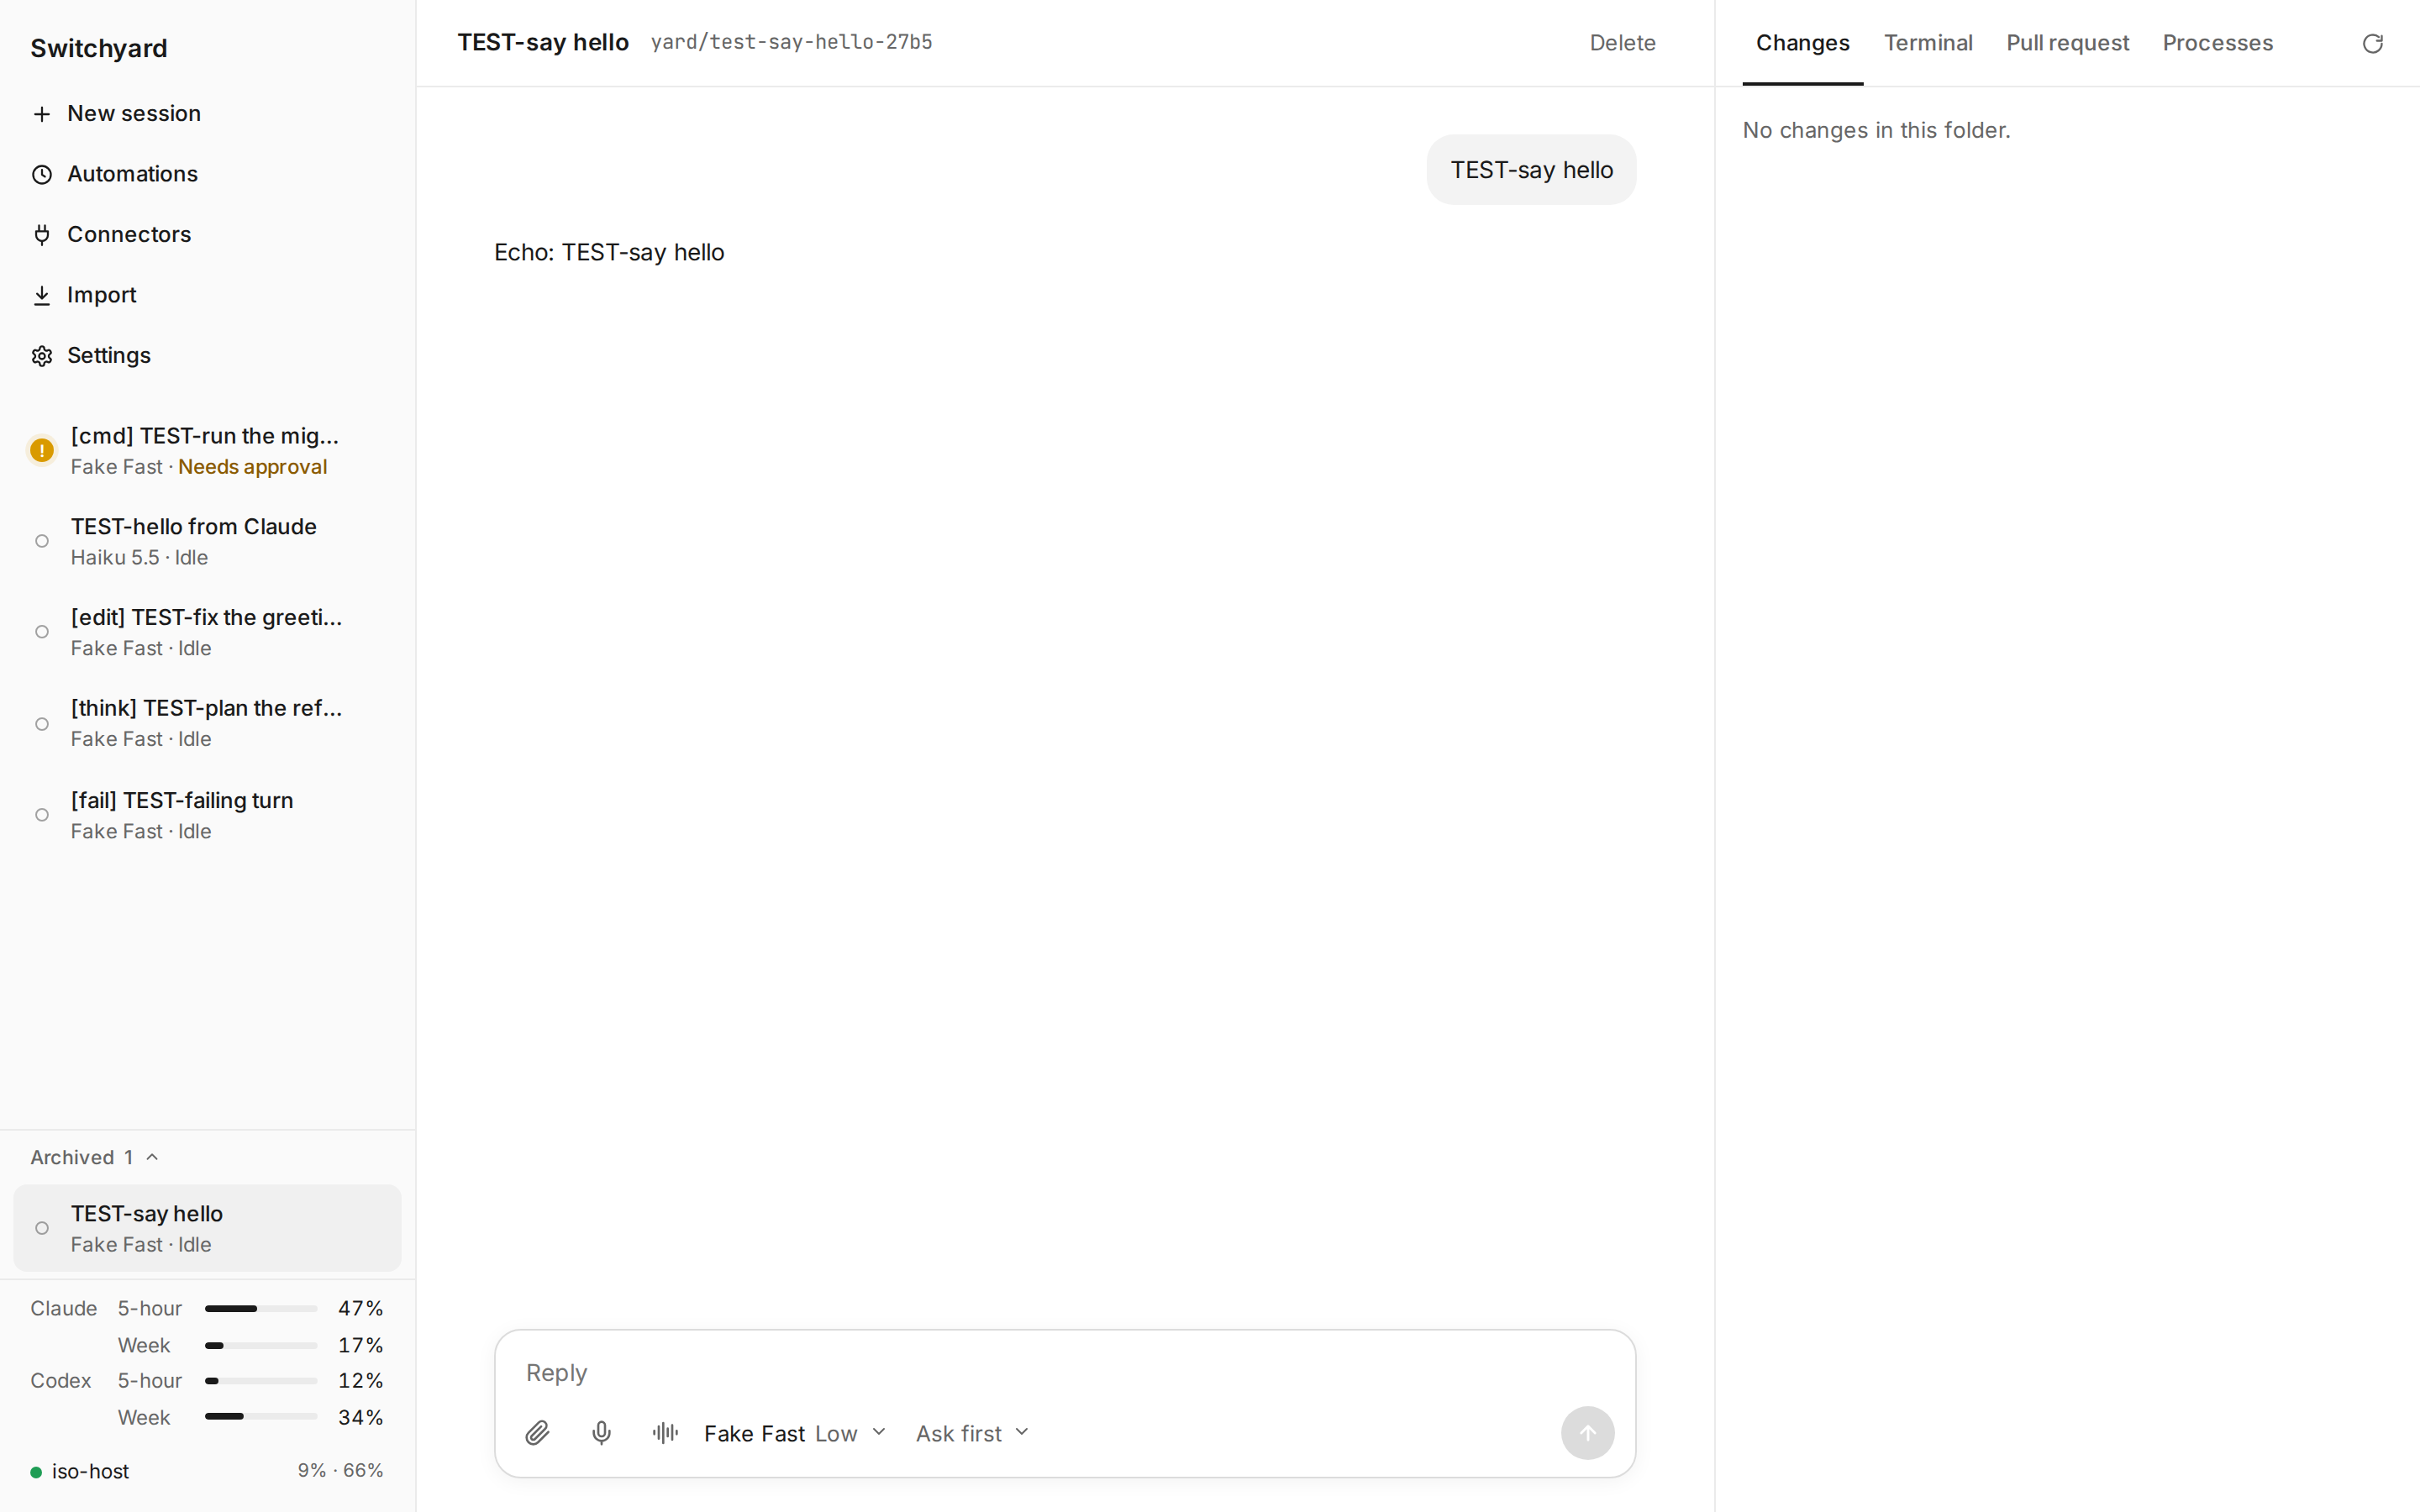 Switchyard
New session
Automations
Connectors
Import
Settings
[cmd] TEST-run the mig...
Fake Fast · Needs approval
TEST-hello from Claude
Haiku 5.5 · Idle
[edit] TEST-fix the greeti...
Fake Fast · Idle
[think] TEST-plan the ref...
Fake Fast · Idle
[fail] TEST-failing turn
Fake Fast · Idle
Archived 1
TEST-say hello
Fake Fast · Idle
Claude 5-hour 47%
Week 17%
Codex 5-hour 12%
Week 34%
iso-host 9% · 66%
TEST-say hello yard/test-say-hello-27b5 Delete
TEST-say hello
Echo: TEST-say hello
Reply
Fake Fast Low Ask first
Changes Terminal Pull request Processes
No changes in this folder.